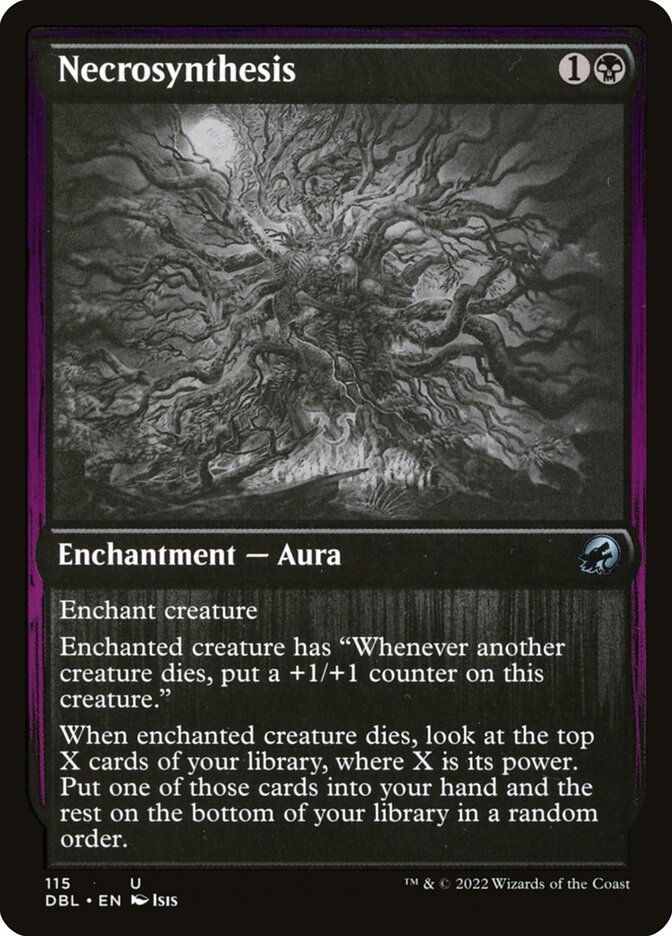 Necrosynthesis 1
Enchantment — Aura
Enchant creature
Enchanted creature has “Whenever another
creature dies, put a +1/+1 counter on this
creature.”
When enchanted creature dies, look at the top
X cards of your library, where X is its power.
Put one of those cards into your hand and the
rest on the bottom of your library in a random
order.
115 U
DBL • EN Isis
™ & © 2022 Wizards of the Coast